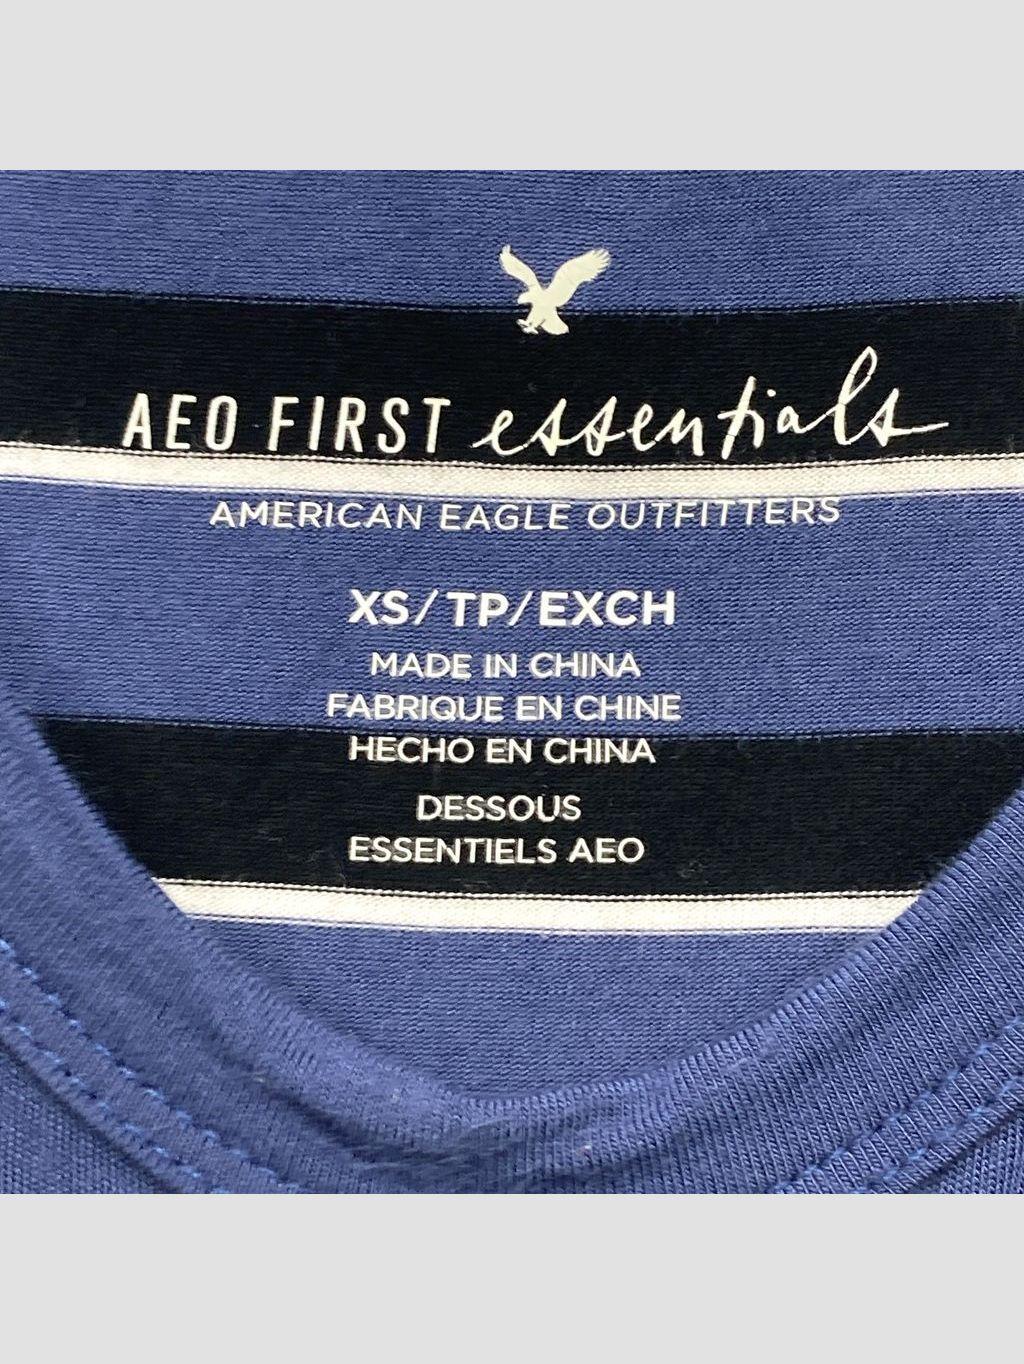 AEO FIRST essentials
AMERICAN EAGLE OUTFITTERS
XS/TP/EXCH
MADE IN CHINA
FABRIQUE EN CHINE
HECHO EN CHINA
DESSOUS
ESSENTIELS AEO